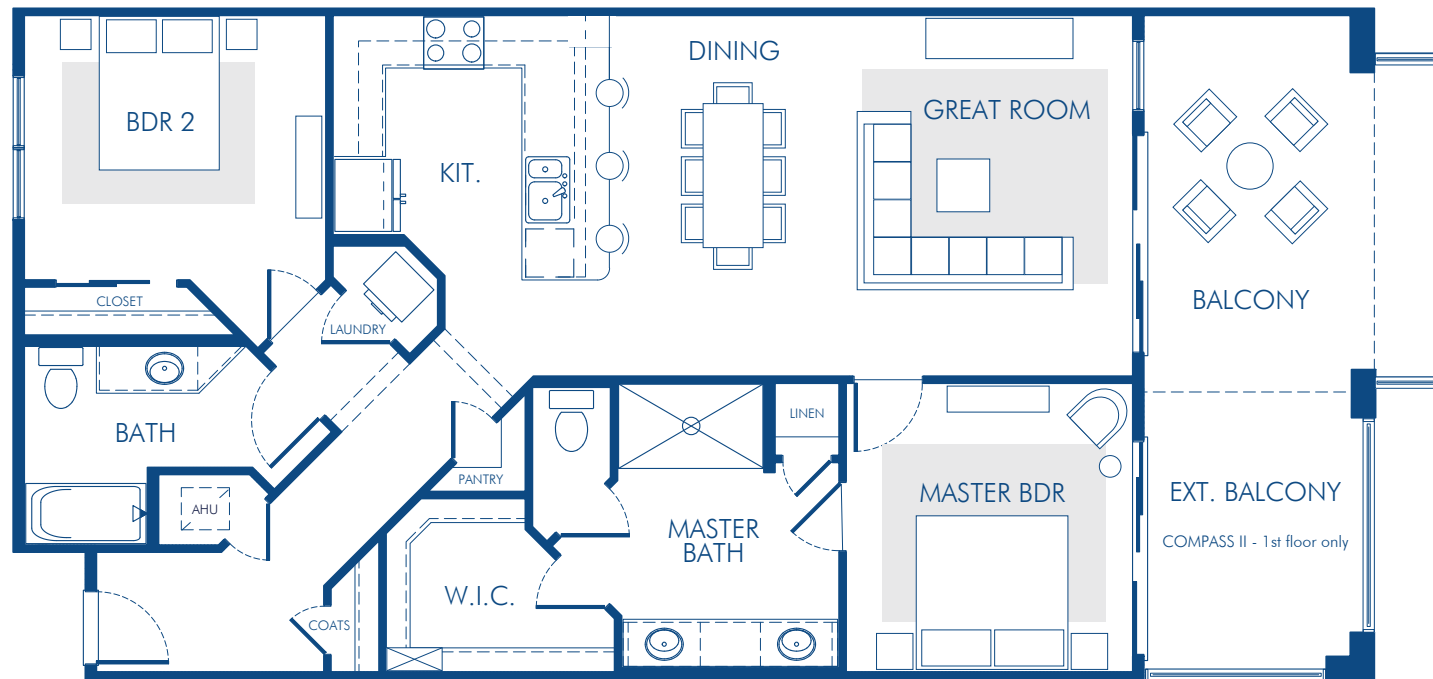 DINING
GREAT ROOM
BDR 2
KIT.
BALCONY
CLOSET
LAUNDRY
LINEN
BATH
PANTRY
MASTER BDR
EXT. BALCONY
COMPASS II - 1st floor only
AHU
MASTER
BATH
W.I.C.
COATS